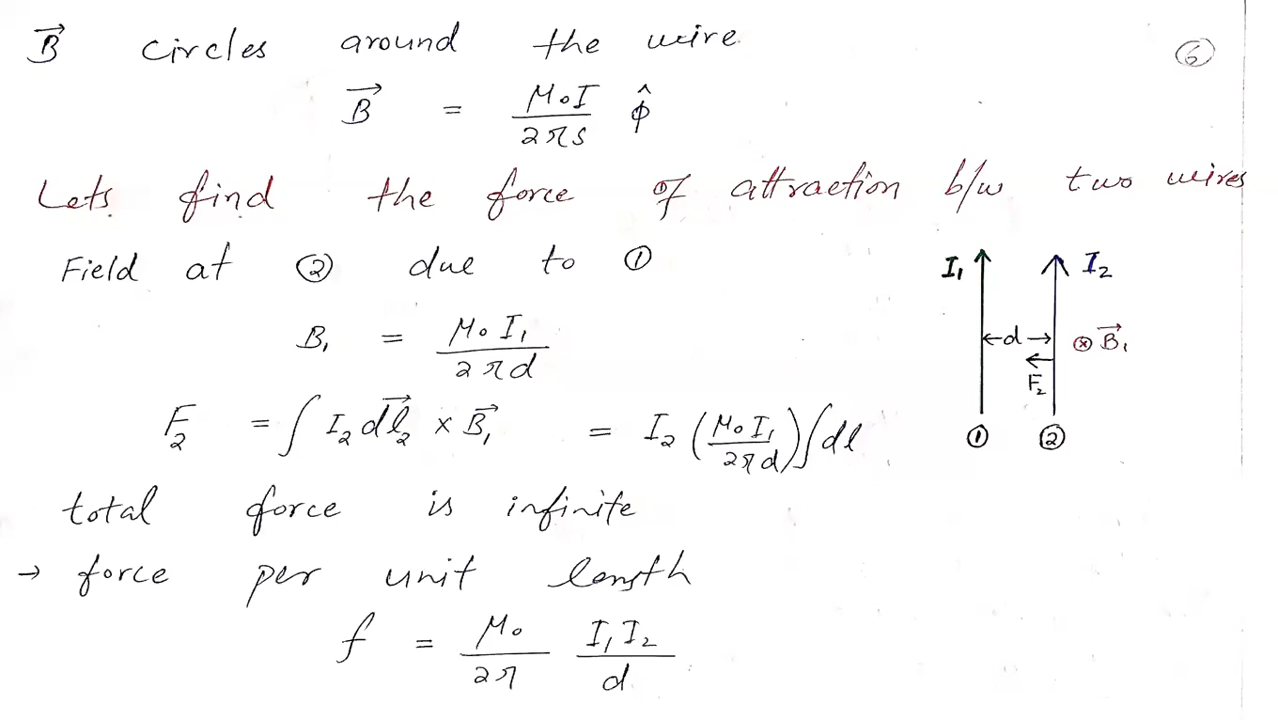 B⃗ circles around the wire.
⑥
B⃗ = μ₀I / 2πs φ̂
Lets find the force of attraction b/w two wires
Field at ② due to ①
B₁ = μ₀I₁ / 2πd
F₂ = ∫ I₂ dl⃗₂ × B⃗₁ = I₂ (μ₀I₁ / 2πd) ∫dl
total force is infinite
→ force per unit length
f = μ₀ / 2π I₁I₂ / d
I₁ I₂
←d→ ⊗ B⃗₁
F₂
① ②